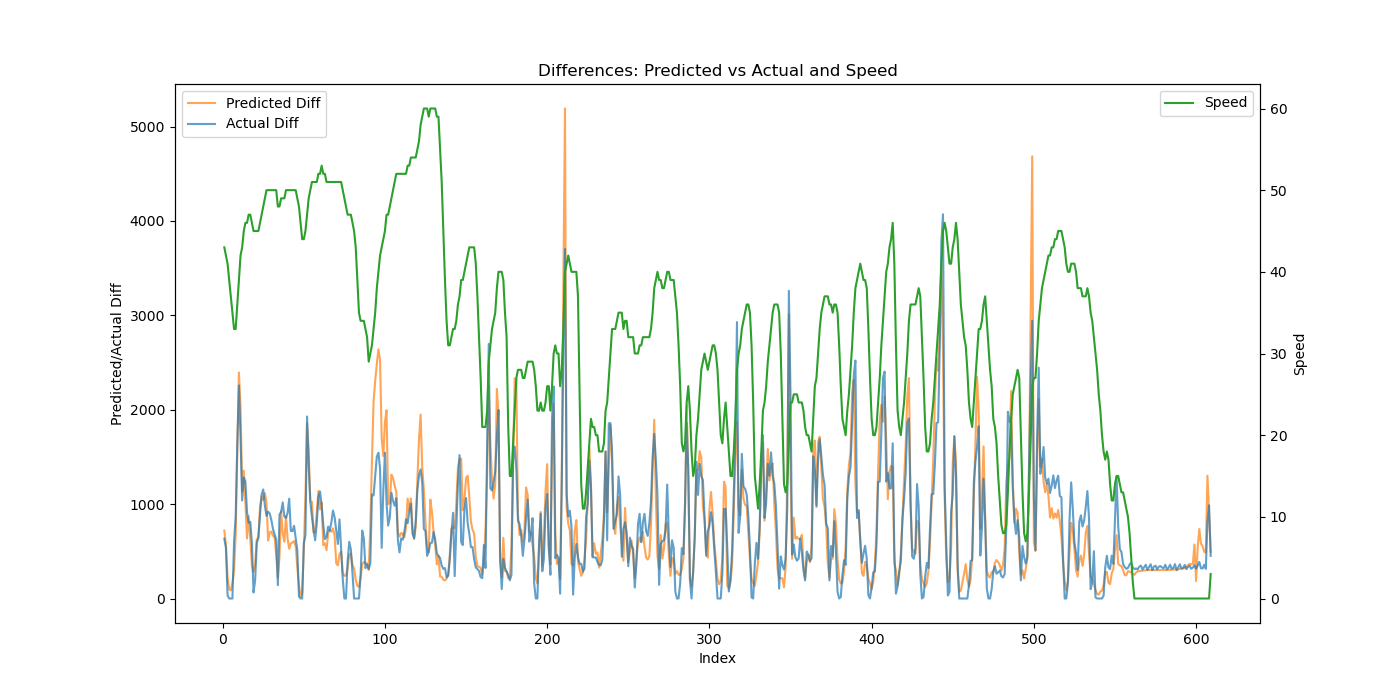 Differences: Predicted vs Actual and Speed
Predicted Diff
Actual Diff
Speed
5000
4000
3000
2000
1000
0
Predicted/Actual Diff
60
50
40
30
20
10
0
Speed
0 100 200 300 400 500 600
Index